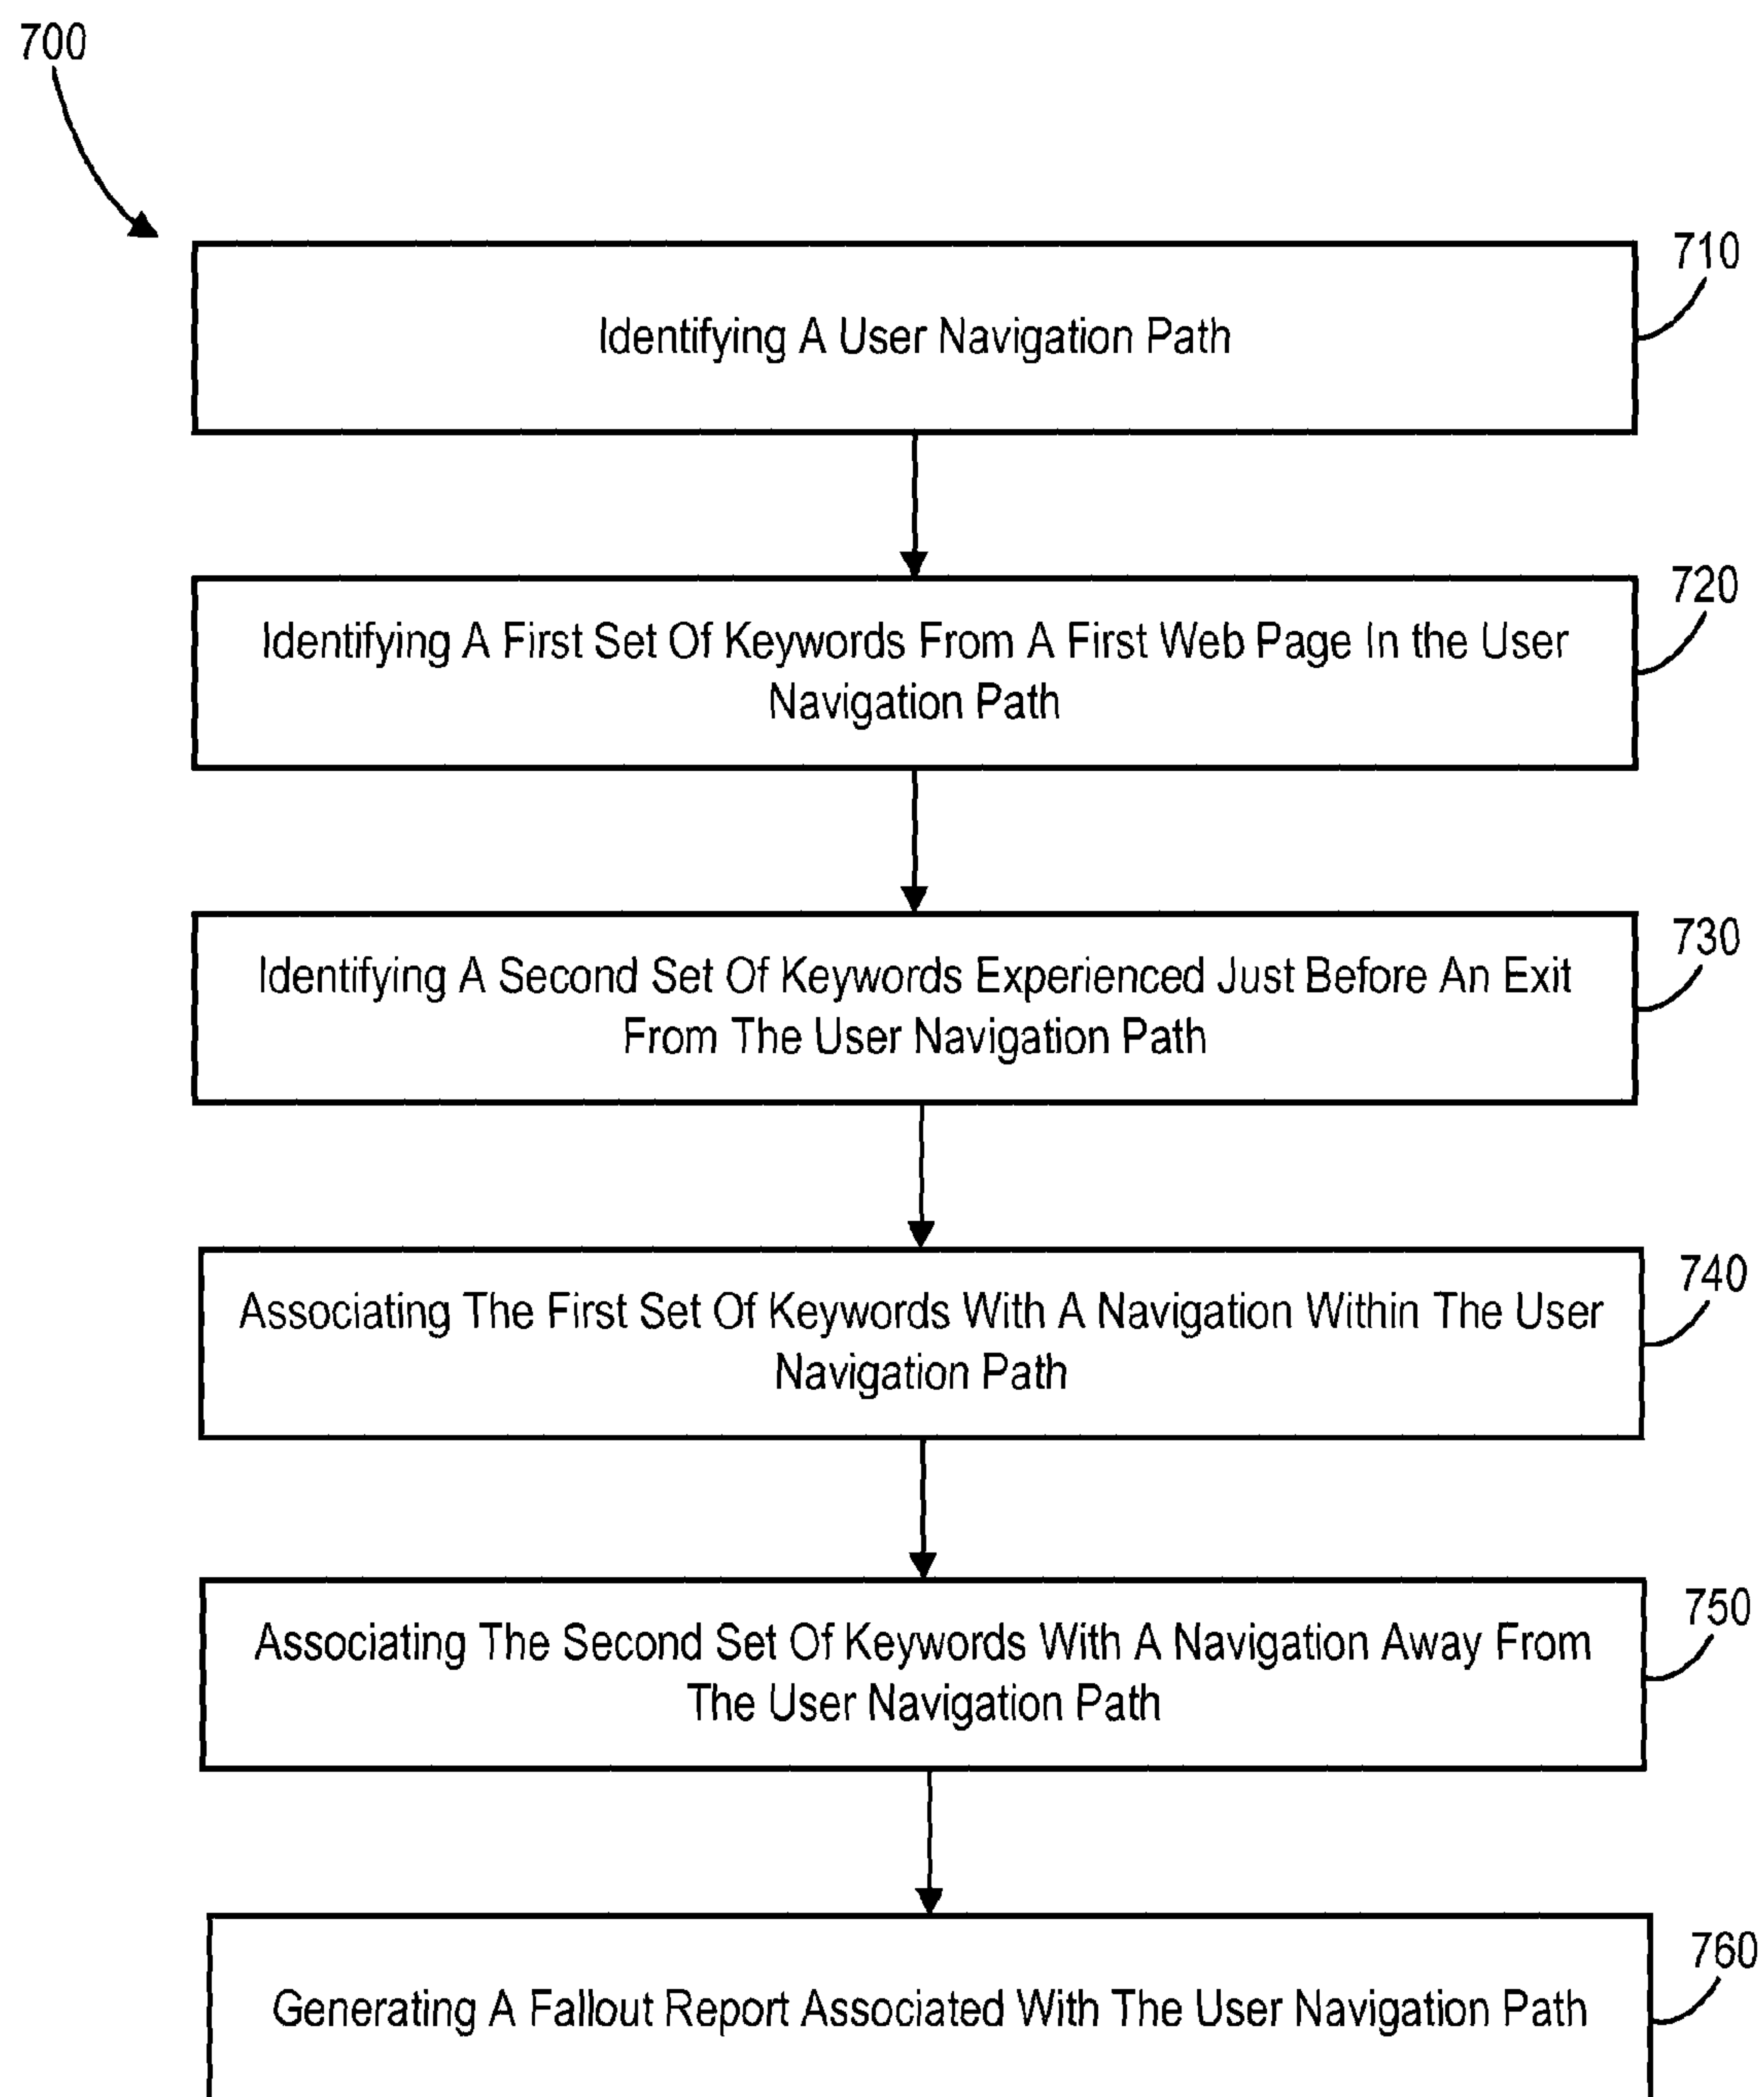 700
710
Identifying A User Navigation Path
720
Identifying A First Set Of Keywords From A First Web Page In the User
Navigation Path
730
Identifying A Second Set Of Keywords Experienced Just Before An Exit
From The User Navigation Path
740
Associating The First Set Of Keywords With A Navigation Within The User
Navigation Path
750
Associating The Second Set Of Keywords With A Navigation Away From
The User Navigation Path
760
Generating A Fallout Report Associated With The User Navigation Path